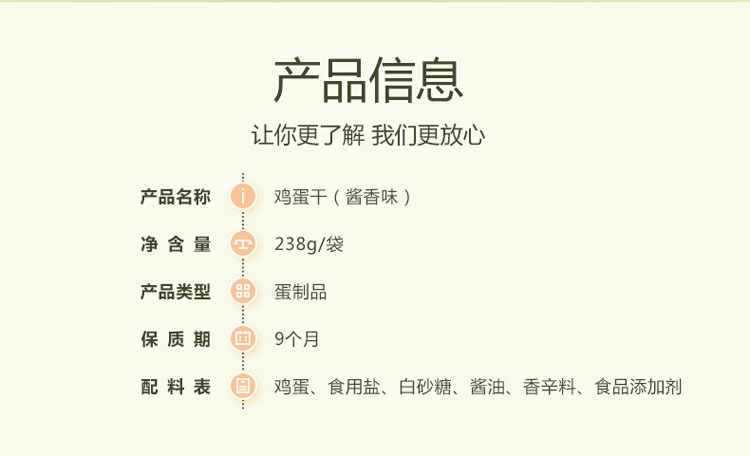 产品信息
让你更了解 我们更放心
产品名称 鸡蛋干（酱香味）
净含量 238g/袋
产品类型 蛋制品
保质期 9个月
配料表 鸡蛋、食用盐、白砂糖、酱油、香辛料、食品添加剂